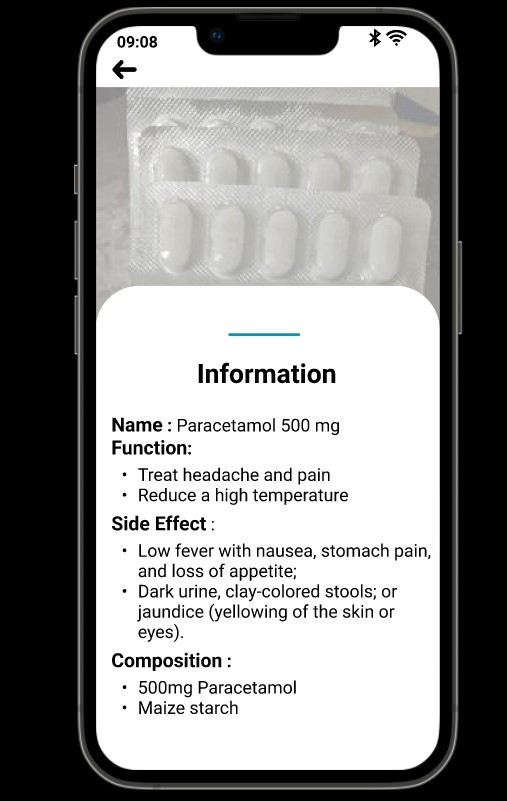 09:08
Information
Name : Paracetamol 500 mg
Function:
• Treat headache and pain
• Reduce a high temperature
Side Effect :
• Low fever with nausea, stomach pain,
and loss of appetite;
• Dark urine, clay-colored stools; or
jaundice (yellowing of the skin or
eyes).
Composition :
• 500mg Paracetamol
• Maize starch